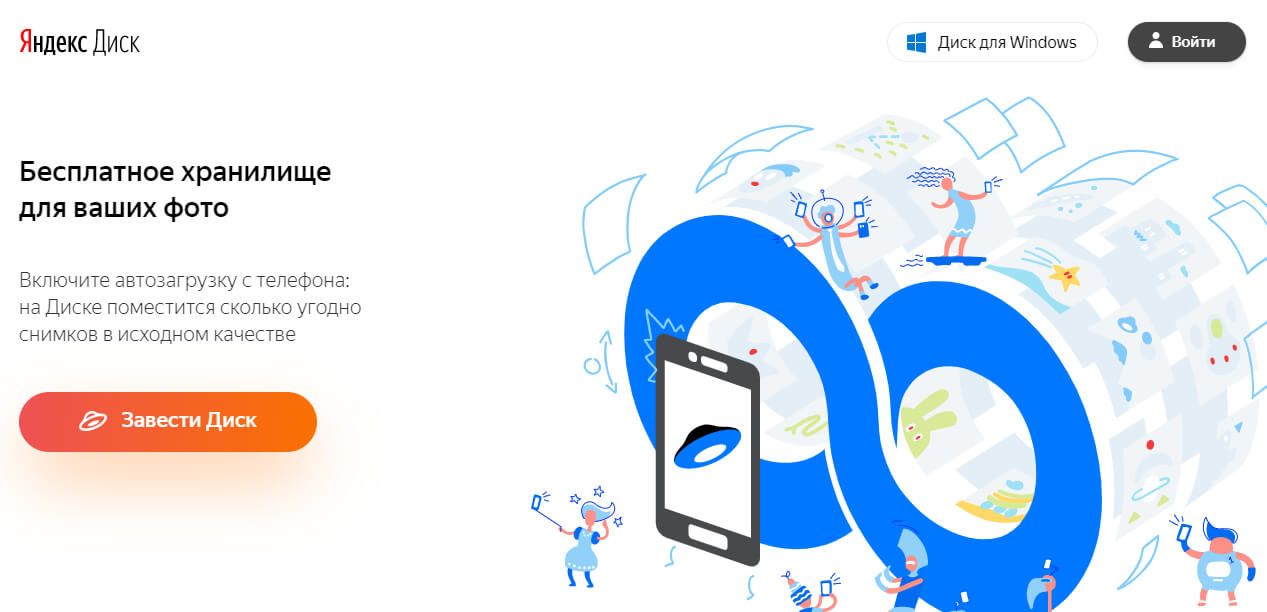 Яндекс Диск
Диск для Windows
Войти
Бесплатное хранилище
для ваших фото
Включите автозагрузку с телефона:
на Диске поместится сколько угодно
снимков в исходном качестве
Завести Диск